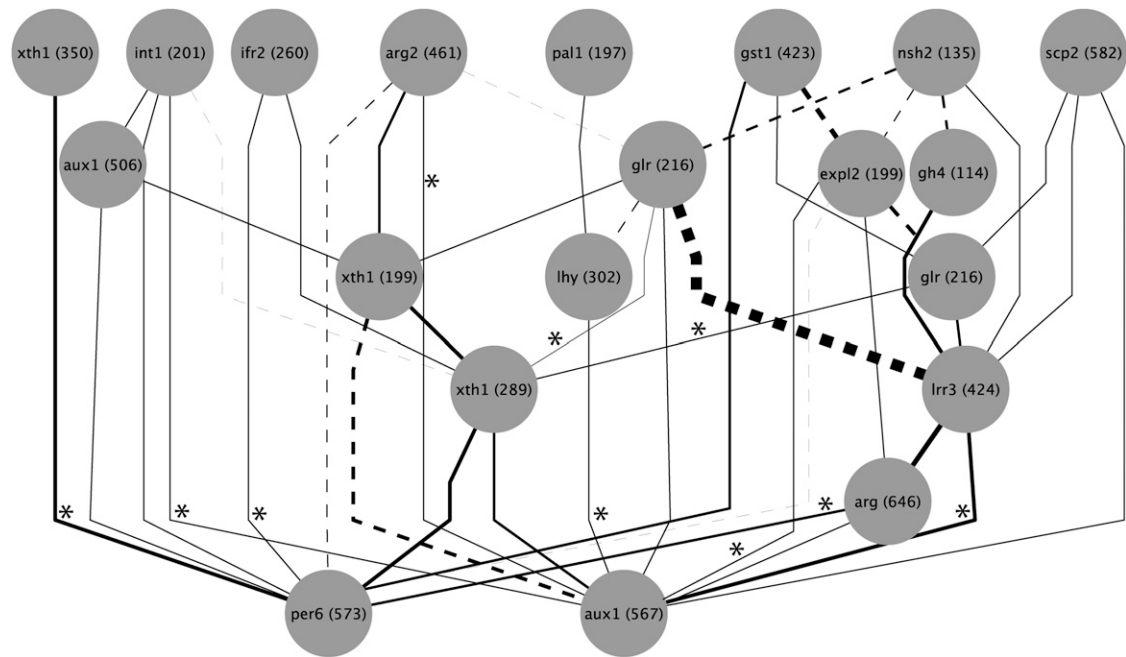 xth1 (350)
int1 (201)
ifr2 (260)
arg2 (461)
pal1 (197)
gst1 (423)
nsh2 (135)
scp2 (582)
aux1 (506)
glr (216)
expl2 (199)
gh4 (114)
*
xth1 (199)
lhy (302)
glr (216)
*
*
xth1 (289)
lrr3 (424)
arg (646)
*
*
*
*
*
*
*
per6 (573)
aux1 (567)